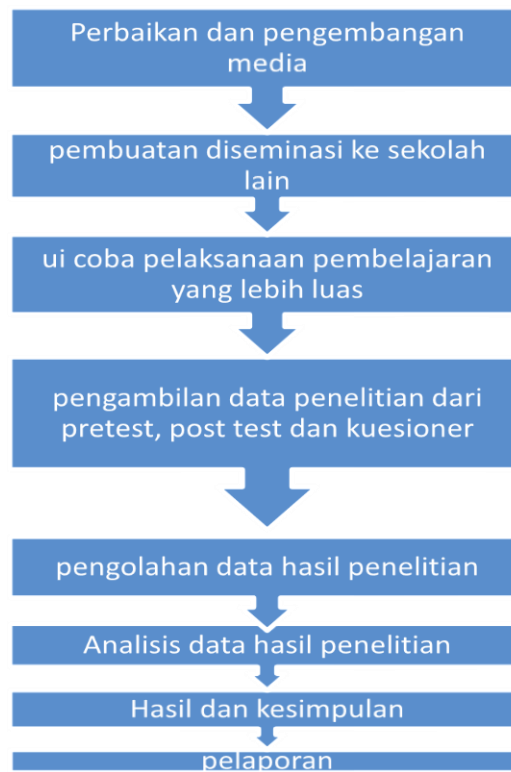 Perbaikan dan pengembangan
media
pembuatan diseminasi ke sekolah
lain
ui coba pelaksanaan pembelajaran
yang lebih luas
pengambilan data penelitian dari
pretest, post test dan kuesioner
pengolahan data hasil penelitian
Analisis data hasil penelitian
Hasil dan kesimpulan
pelaporan